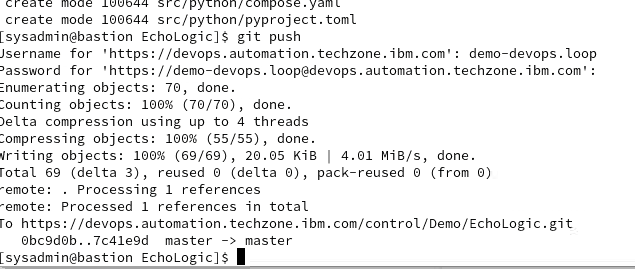 create mode 100644 src/python/compose.yaml
create mode 100644 src/python/pyproject.toml
[sysadmin@bastion EchoLogic]$ git push
Username for 'https://devops.automation.techzone.ibm.com': demo-devops.loop
Password for 'https://demo-devops.loop@devops.automation.techzone.ibm.com':
Enumerating objects: 70, done.
Counting objects: 100% (70/70), done.
Delta compression using up to 4 threads
Compressing objects: 100% (55/55), done.
Writing objects: 100% (69/69), 20.05 KiB | 4.01 MiB/s, done.
Total 69 (delta 3), reused 0 (delta 0), pack-reused 0 (from 0)
remote: . Processing 1 references
remote: Processed 1 references in total
To https://devops.automation.techzone.ibm.com/control/Demo/EchoLogic.git
0bc9d0b..7c41e9d master -> master
[sysadmin@bastion EchoLogic]$